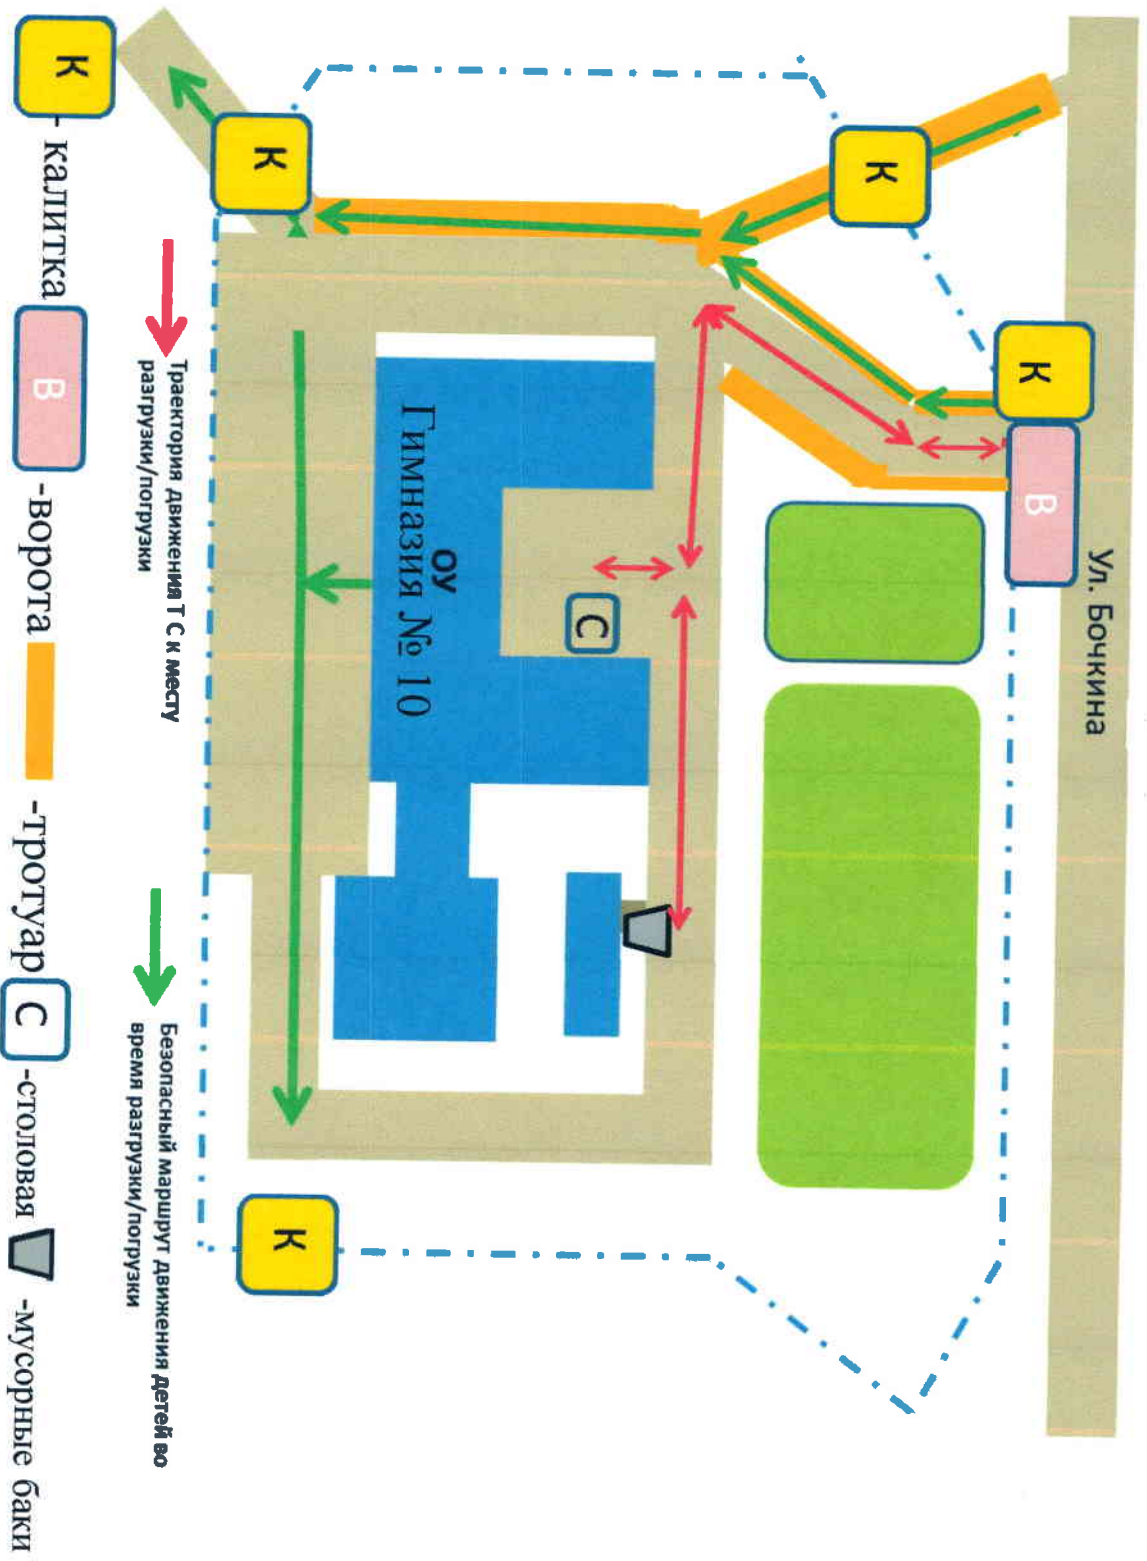 Ул. Бочкина
К
В
К
К
С
ОУ
Гимназия № 10
К
Траектория движения Т С к месту
разгрузки/погрузки
Безопасный маршрут движения детей во
время разгрузки/погрузки
К - калитка В -ворота -тротуар С -столовая -мусорные баки